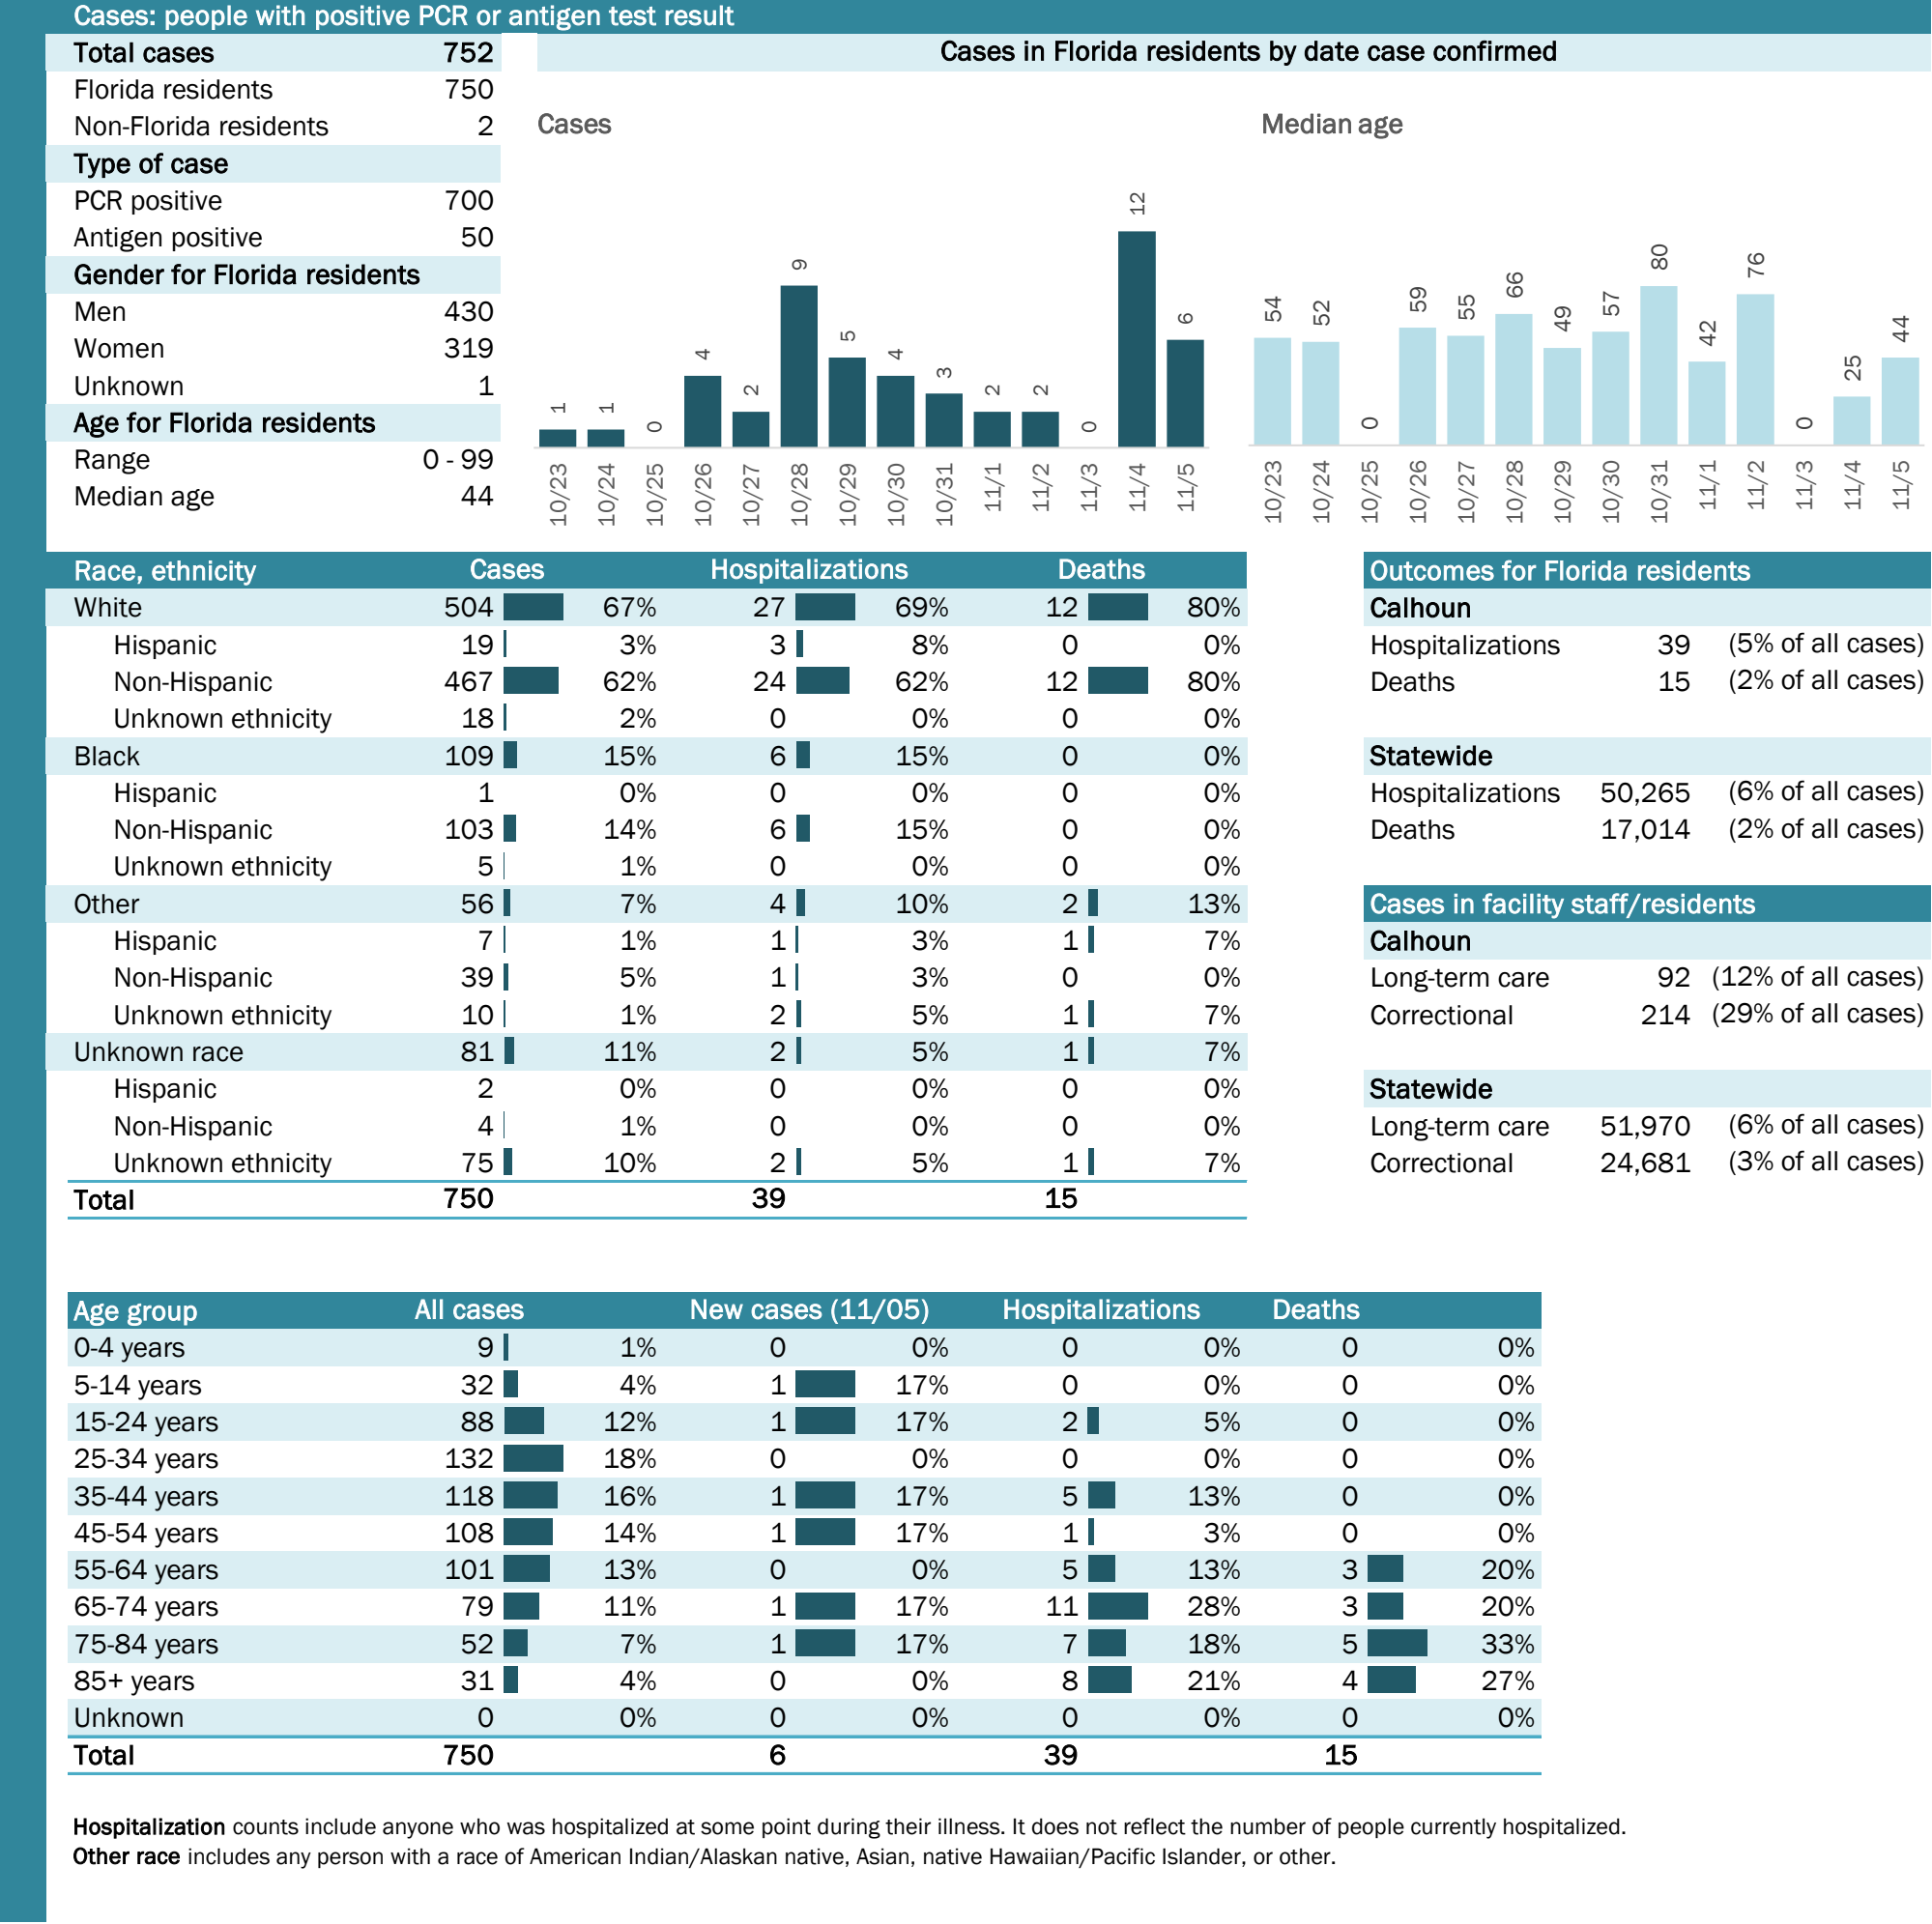 Cases: people with positive PCR or antigen test result
Total cases 752
Florida residents 750
Non-Florida residents 2
Type of case
PCR positive 700
Antigen positive 50
Gender for Florida residents
Men 430
Women 319
Unknown 1
Age for Florida residents
Range 0 - 99
Median age 44
Cases in Florida residents by date case confirmed
Cases
1 1 0 4 2 9 5 4 3 2 2 0 12 6
10/23 10/24 10/25 10/26 10/27 10/28 10/29 10/30 10/31 11/1 11/2 11/3 11/4 11/5
Median age
54 52 0 59 55 66 49 57 80 42 76 0 25 44
10/23 10/24 10/25 10/26 10/27 10/28 10/29 10/30 10/31 11/1 11/2 11/3 11/4 11/5
Race, ethnicity Cases Hospitalizations Deaths
White 504 67% 27 69% 12 80%
Hispanic 19 3% 3 8% 0 0%
Non-Hispanic 467 62% 24 62% 12 80%
Unknown ethnicity 18 2% 0 0% 0 0%
Black 109 15% 6 15% 0 0%
Hispanic 1 0% 0 0% 0 0%
Non-Hispanic 103 14% 6 15% 0 0%
Unknown ethnicity 5 1% 0 0% 0 0%
Other 56 7% 4 10% 2 13%
Hispanic 7 1% 1 3% 1 7%
Non-Hispanic 39 5% 1 3% 0 0%
Unknown ethnicity 10 1% 2 5% 1 7%
Unknown race 81 11% 2 5% 1 7%
Hispanic 2 0% 0 0% 0 0%
Non-Hispanic 4 1% 0 0% 0 0%
Unknown ethnicity 75 10% 2 5% 1 7%
Total 750 39 15
Outcomes for Florida residents
Calhoun
Hospitalizations 39 (5% of all cases)
Deaths 15 (2% of all cases)
Statewide
Hospitalizations 50,265 (6% of all cases)
Deaths 17,014 (2% of all cases)
Cases in facility staff/residents
Calhoun
Long-term care 92 (12% of all cases)
Correctional 214 (29% of all cases)
Statewide
Long-term care 51,970 (6% of all cases)
Correctional 24,681 (3% of all cases)
Age group All cases New cases (11/05) Hospitalizations Deaths
0-4 years 9 1% 0 0% 0 0% 0 0%
5-14 years 32 4% 1 17% 0 0% 0 0%
15-24 years 88 12% 1 17% 2 5% 0 0%
25-34 years 132 18% 0 0% 0 0% 0 0%
35-44 years 118 16% 1 17% 5 13% 0 0%
45-54 years 108 14% 1 17% 1 3% 0 0%
55-64 years 101 13% 0 0% 5 13% 3 20%
65-74 years 79 11% 1 17% 11 28% 3 20%
75-84 years 52 7% 1 17% 7 18% 5 33%
85+ years 31 4% 0 0% 8 21% 4 27%
Unknown 0 0% 0 0% 0 0% 0 0%
Total 750 6 39 15
Hospitalization counts include anyone who was hospitalized at some point during their illness. It does not reflect the number of people currently hospitalized.
Other race includes any person with a race of American Indian/Alaskan native, Asian, native Hawaiian/Pacific Islander, or other.